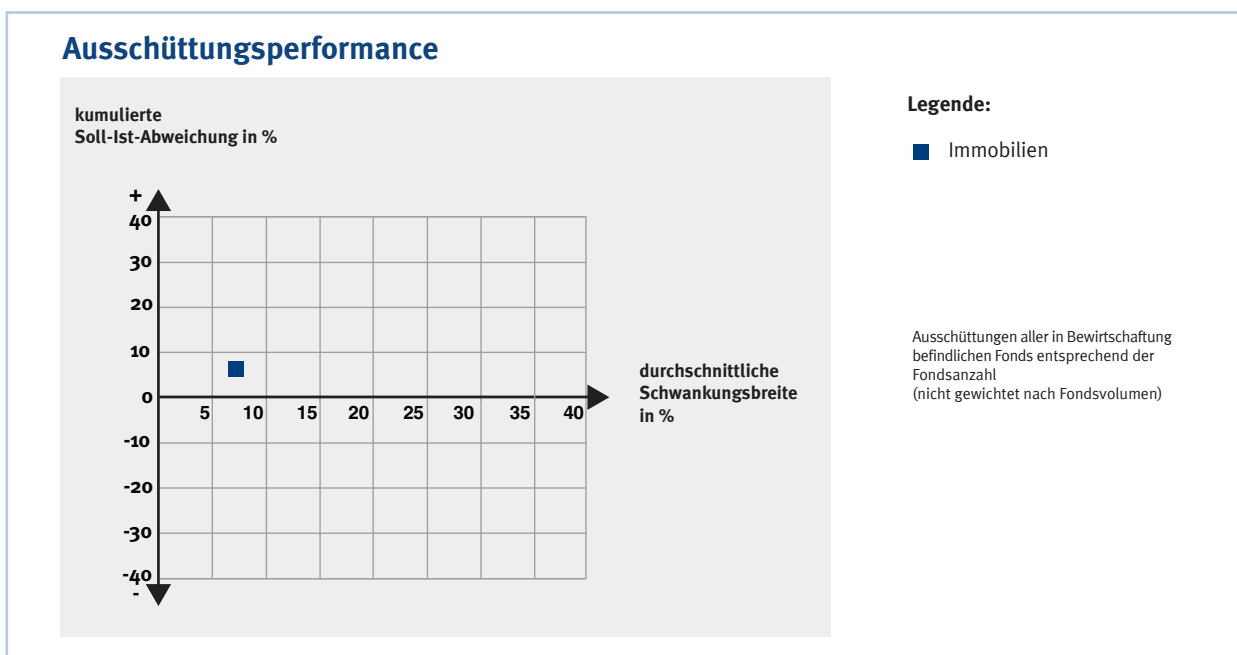 Ausschüttungsperformance
kumulierte
Soll-Ist-Abweichung in %
+
40
30
20
10
0
-10
-20
-30
-40
-
5 10 15 20 25 30 35 40
durchschnittliche
Schwankungsbreite
in %
Legende:
Immobilien
Ausschüttungen aller in Bewirtschaftung
befindlichen Fonds entsprechend der
Fondsanzahl
(nicht gewichtet nach Fondsvolumen)